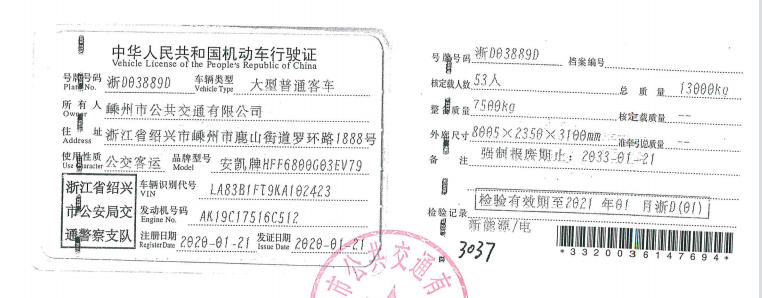 中华人民共和国机动车行驶证
Vehicle License of the People's Republic of China
号牌号码 浙D03889D 车辆类型 大型普通客车
Plate No. Vehicle Type
所有人 嵊州市公共交通有限公司
Owner
住址 浙江省绍兴市嵊州市鹿山街道罗环路1888号
Address
使用性质 公交客运 品牌型号 安凯牌HFF6800G03EV79
Use Character Model
浙江省绍兴市公安局交通警察支队
车辆识别代号 LA83B1FT9KA102423
VIN
发动机号码 AK19C17516C512
Engine No.
注册日期 2020-01-21 发证日期 2020-01-21
Register Date Issue Date
市公共交通有
号牌号码 浙D03889D 档案编号
核定载人数 53人 总质量 13000kg
整备质量 7500kg 核定载质量 --
外廓尺寸 8005×2350×3100mm 准牵引总质量 --
备注 强制报废期止：2033-01-21
检验有效期至2021年01月浙D(01)
检验记录
新能源/电
3037
*3320036147694*